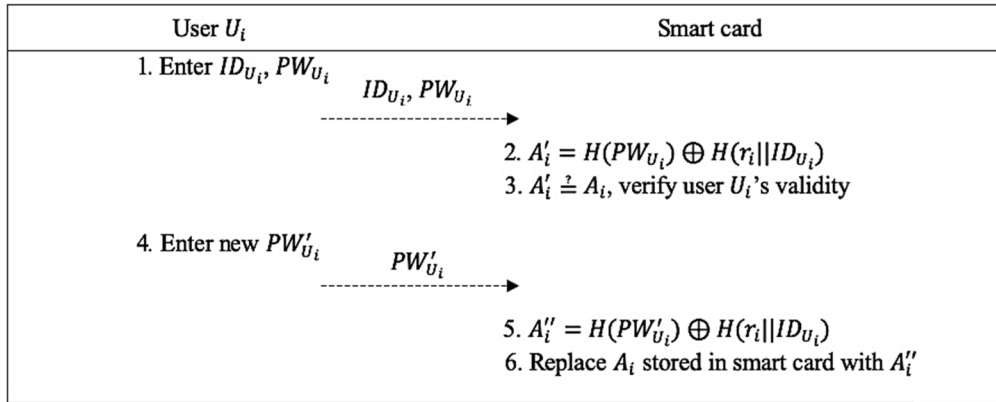 User U_i
Smart card
1. Enter ID_{U_i}, PW_{U_i}
ID_{U_i}, PW_{U_i}
2. A'_i = H(PW_{U_i}) ⊕ H(r_i||ID_{U_i})
3. A'_i ≟ A_i, verify user U_i's validity
4. Enter new PW'_{U_i}
PW'_{U_i}
5. A''_i = H(PW'_{U_i}) ⊕ H(r_i||ID_{U_i})
6. Replace A_i stored in smart card with A''_i